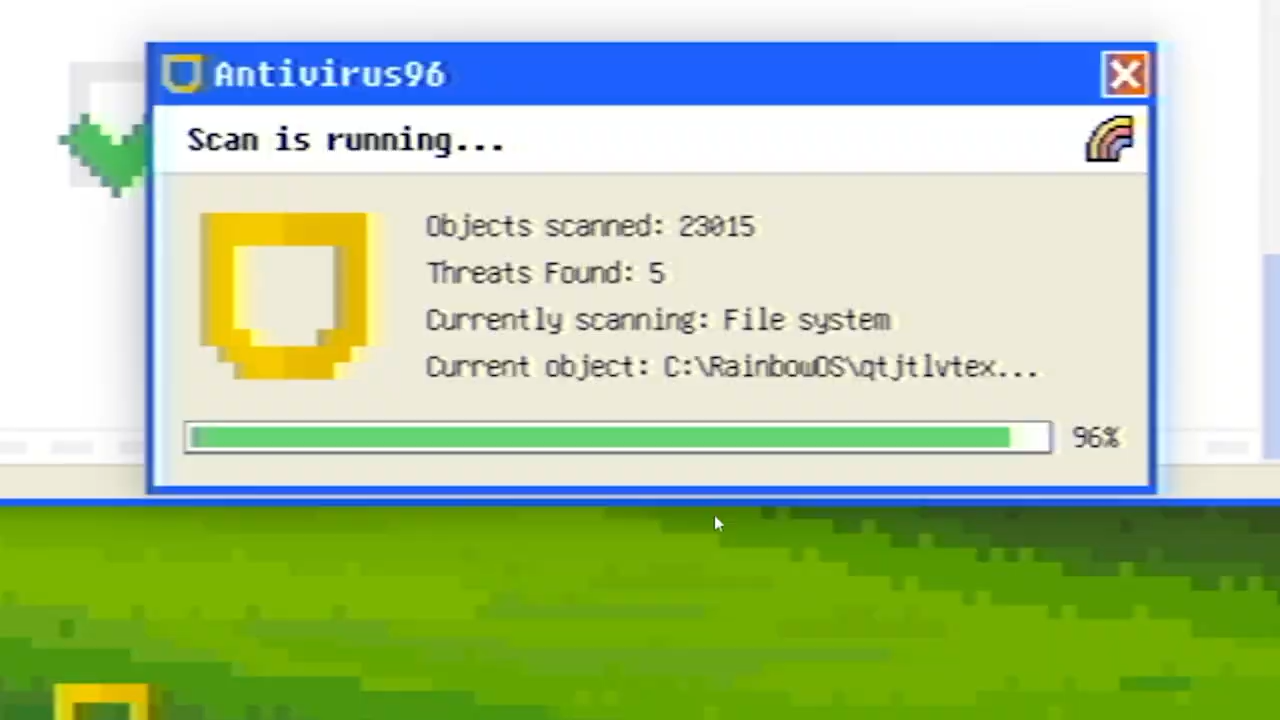 Antivirus96
Scan is running...
Objects scanned: 23015
Threats Found: 5
Currently scanning: File system
Current object: C:\RainbowOS\qtjtlvtex...
96%